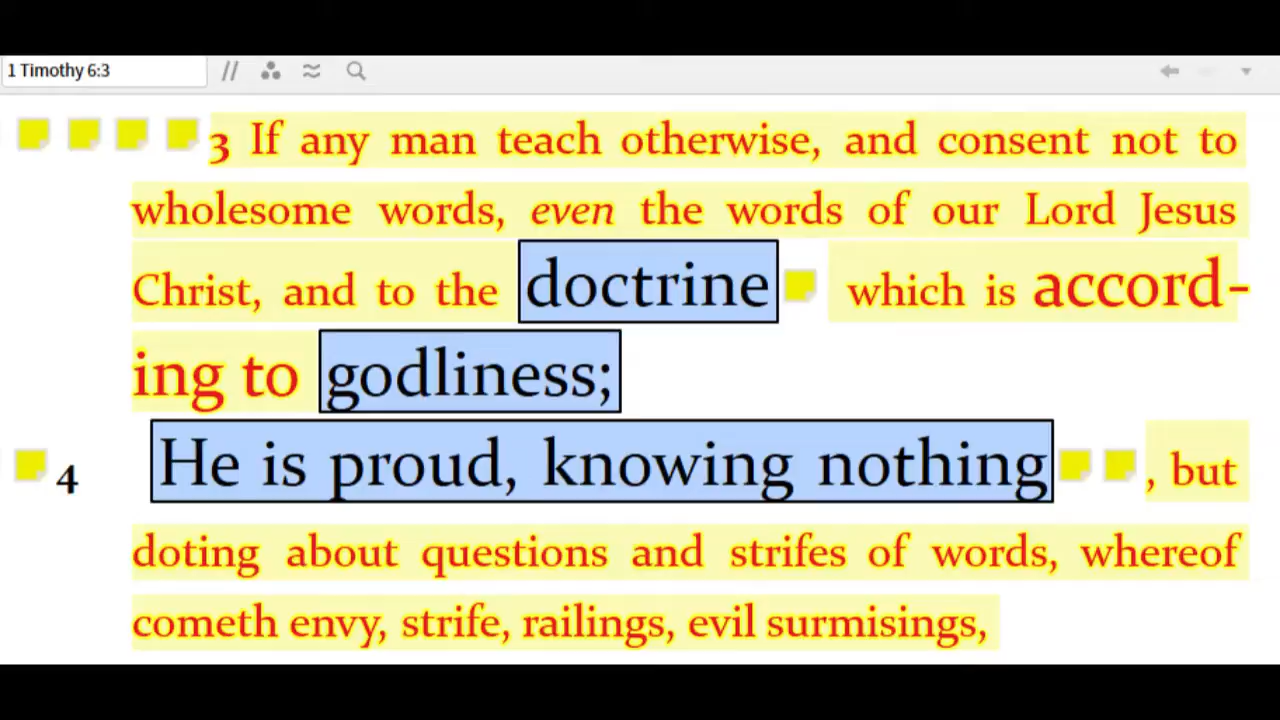 1 Timothy 6:3
3 If any man teach otherwise, and consent not to
wholesome words, even the words of our Lord Jesus
Christ, and to the doctrine which is accord-
ing to godliness;
4 He is proud, knowing nothing, but
doting about questions and strifes of words, whereof
cometh envy, strife, railings, evil surmisings,